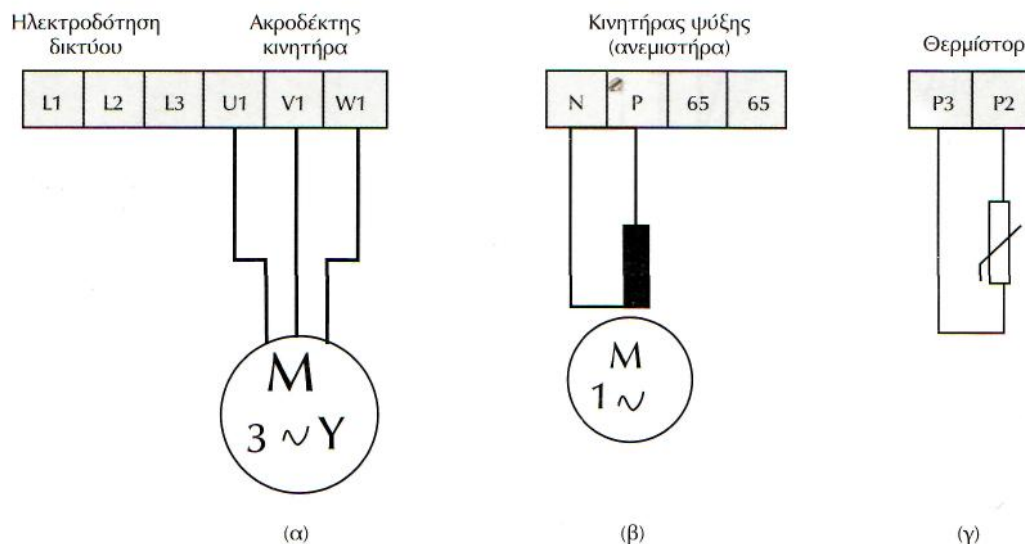 Ηλεκτροδότηση
δικτύου
Ακροδέκτης
κινητήρα
L1 L2 L3 U1 V1 W1
M
3 ~ Y
(α)
Κινητήρας ψύξης
(ανεμιστήρα)
N P 65 65
M
1 ~
(β)
Θερμίστορ
P3 P2
(γ)